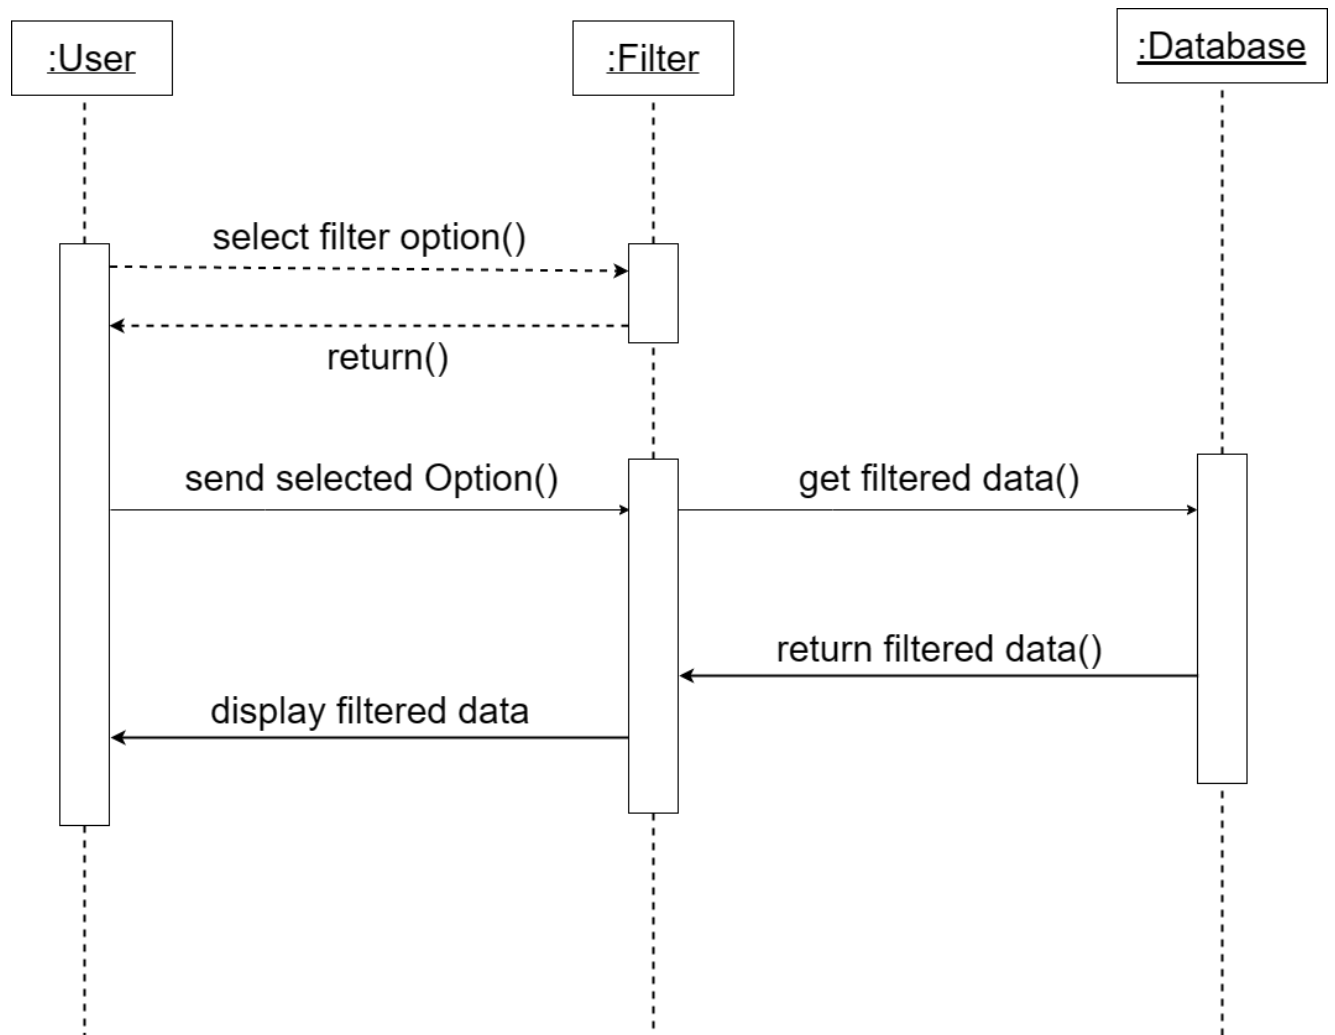 :User
:Filter
:Database
select filter option()
return()
send selected Option()
get filtered data()
return filtered data()
display filtered data